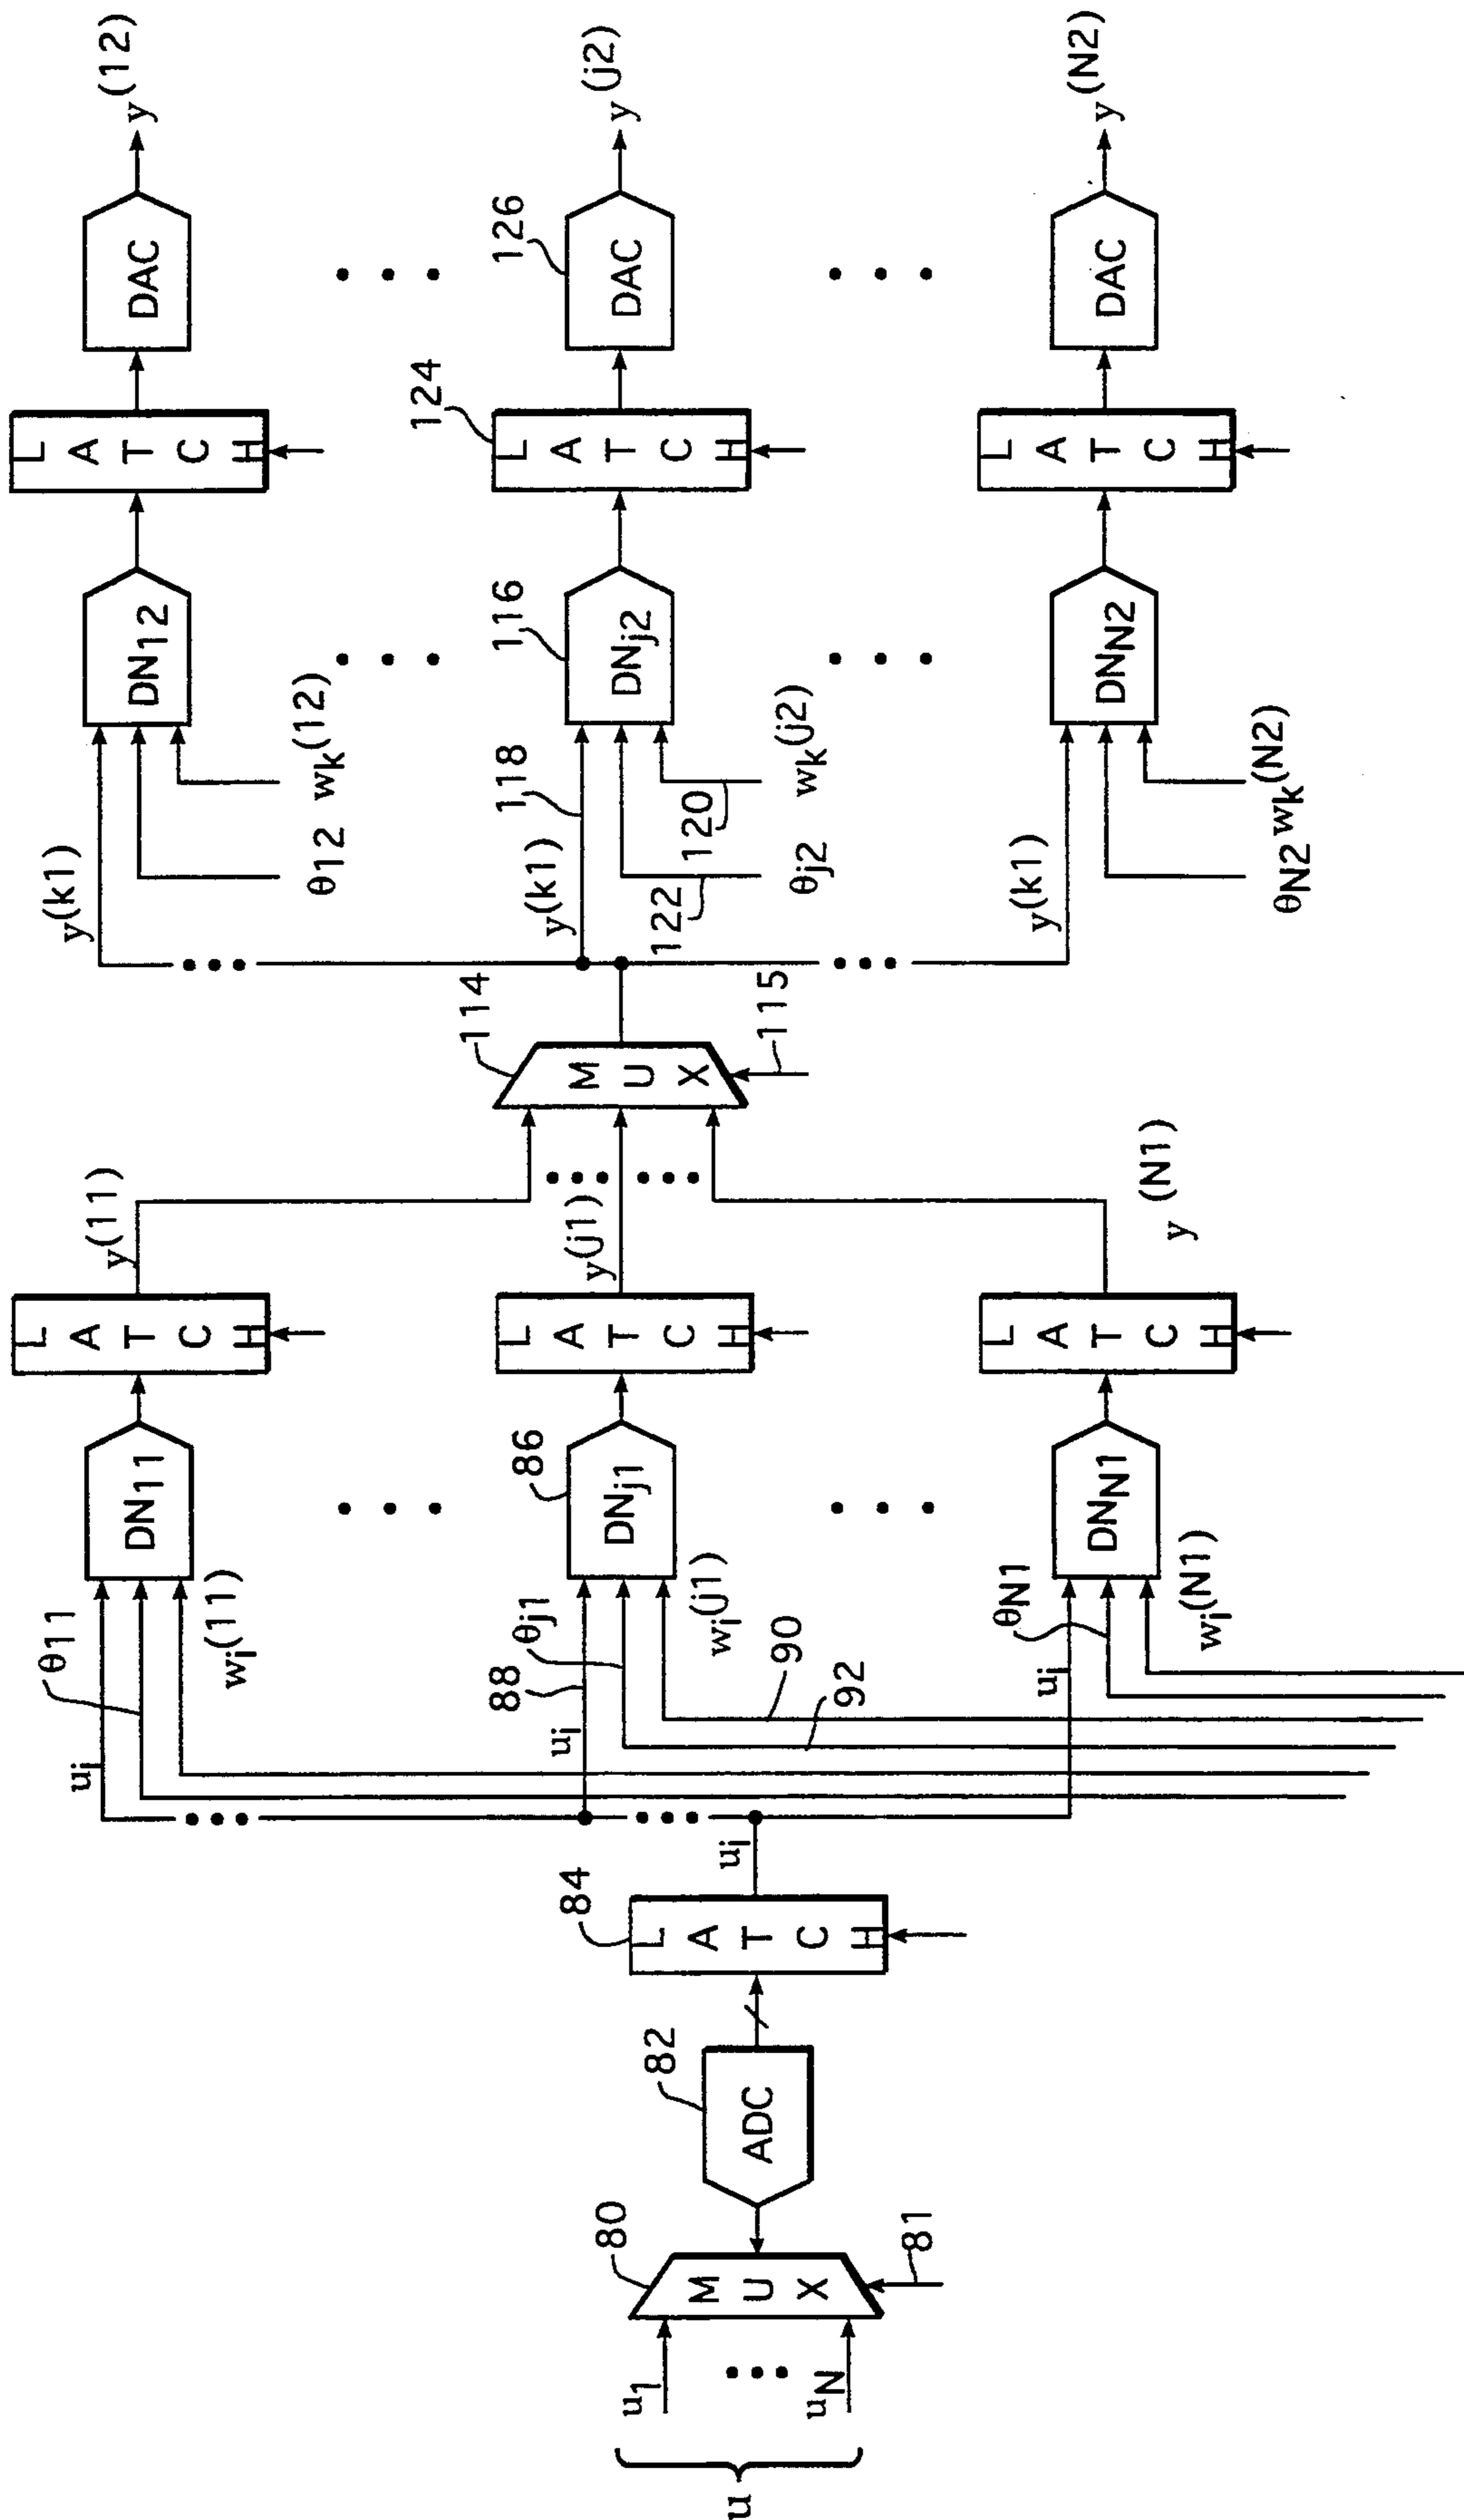 u
u1
uN
MUX
80
81
ADC
82
LATCH
84
ui
ui
θ11
wi(11)
DN11
LATCH
y(11)
ui
88
θj1
wi(j1)
90
92
DNj1
86
LATCH
y(j1)
ui
θN1
wi(N1)
DNN1
LATCH
y(N1)
MUX
114
115
y(k1)
θ12
wk(12)
DN12
LATCH
DAC
y(12)
y(k1)
118
122
120
θj2
wk(j2)
DNj2
116
LATCH
124
DAC
126
y(j2)
y(k1)
θN2
wk(N2)
DNN2
LATCH
DAC
y(N2)